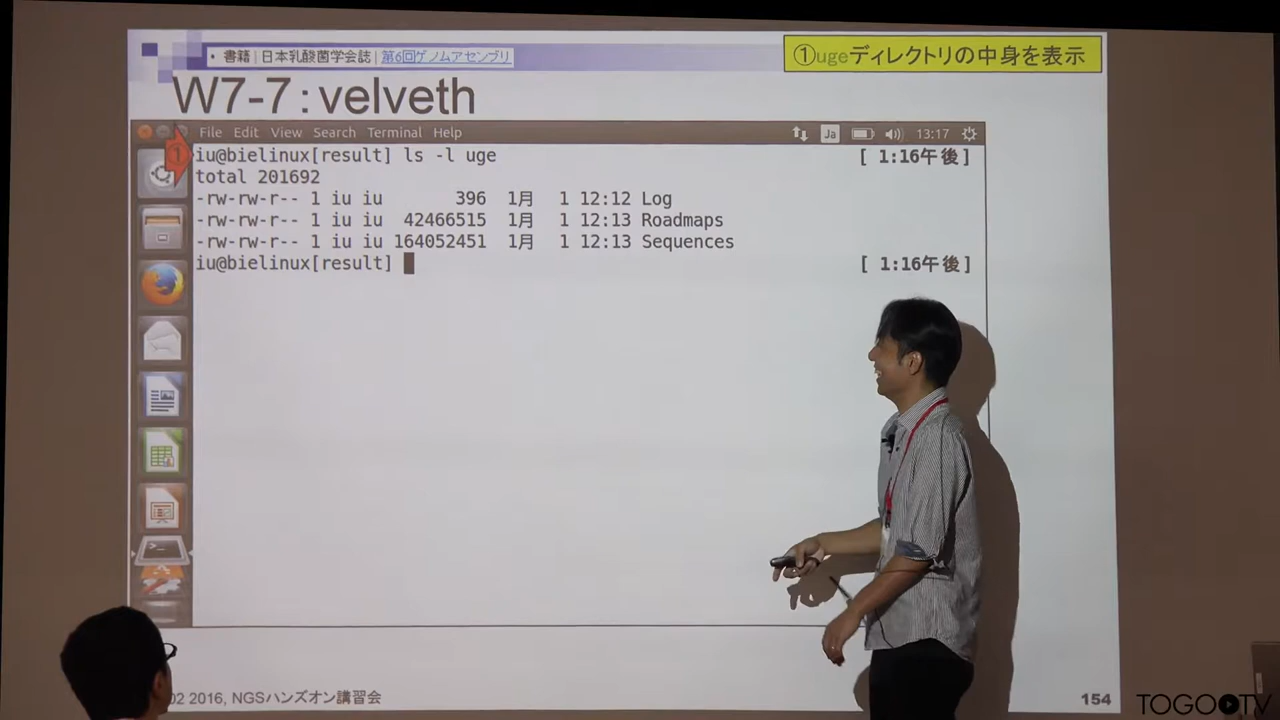 • 書籍 | 日本乳酸菌学会誌 | 第6回ゲノムアセンブリ
①ugeディレクトリの中身を表示
W7-7:velveth
File Edit View Search Terminal Help
Ja 13:17
1
iu@bielinux[result] ls -l uge [ 1:16午後]
total 201692
-rw-rw-r-- 1 iu iu 396 1月 1 12:12 Log
-rw-rw-r-- 1 iu iu 42466515 1月 1 12:13 Roadmaps
-rw-rw-r-- 1 iu iu 164052451 1月 1 12:13 Sequences
iu@bielinux[result] [ 1:16午後]
02 2016, NGSハンズオン講習会
154
TOGOTV